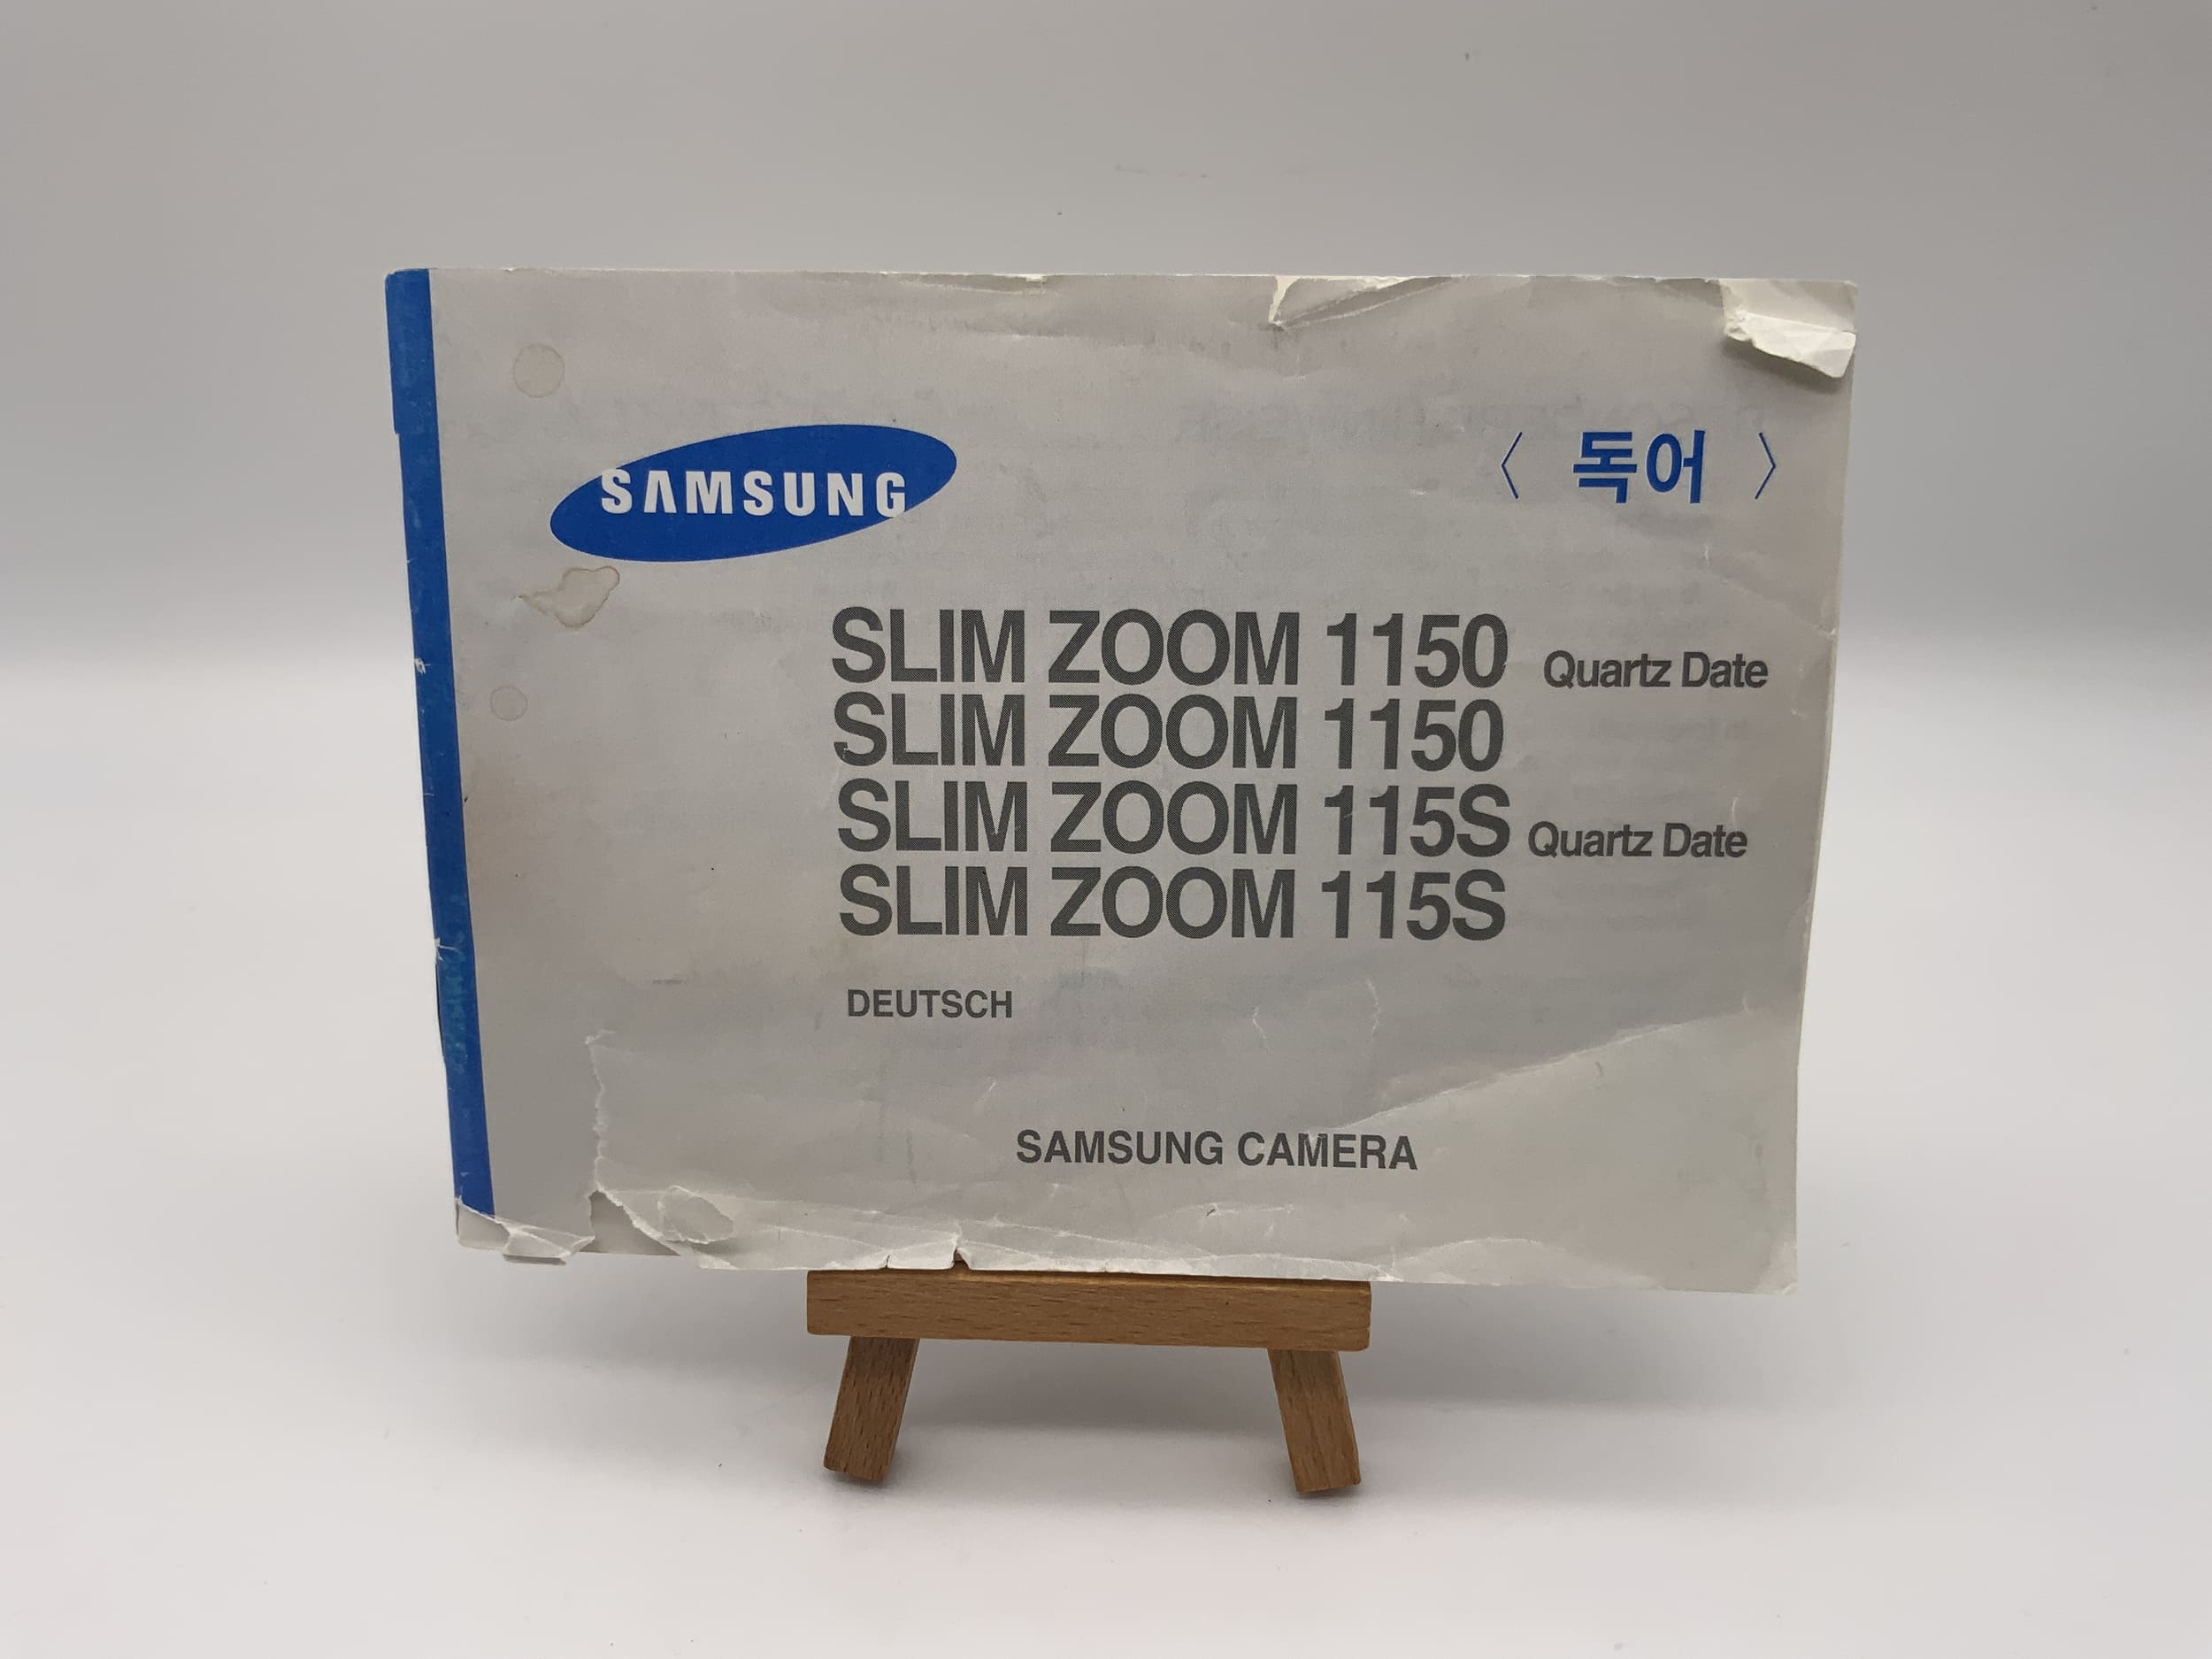 SAMSUNG
〈 독어 〉
SLIM ZOOM 1150 Quartz Date
SLIM ZOOM 1150
SLIM ZOOM 115S Quartz Date
SLIM ZOOM 115S
DEUTSCH
SAMSUNG CAMERA